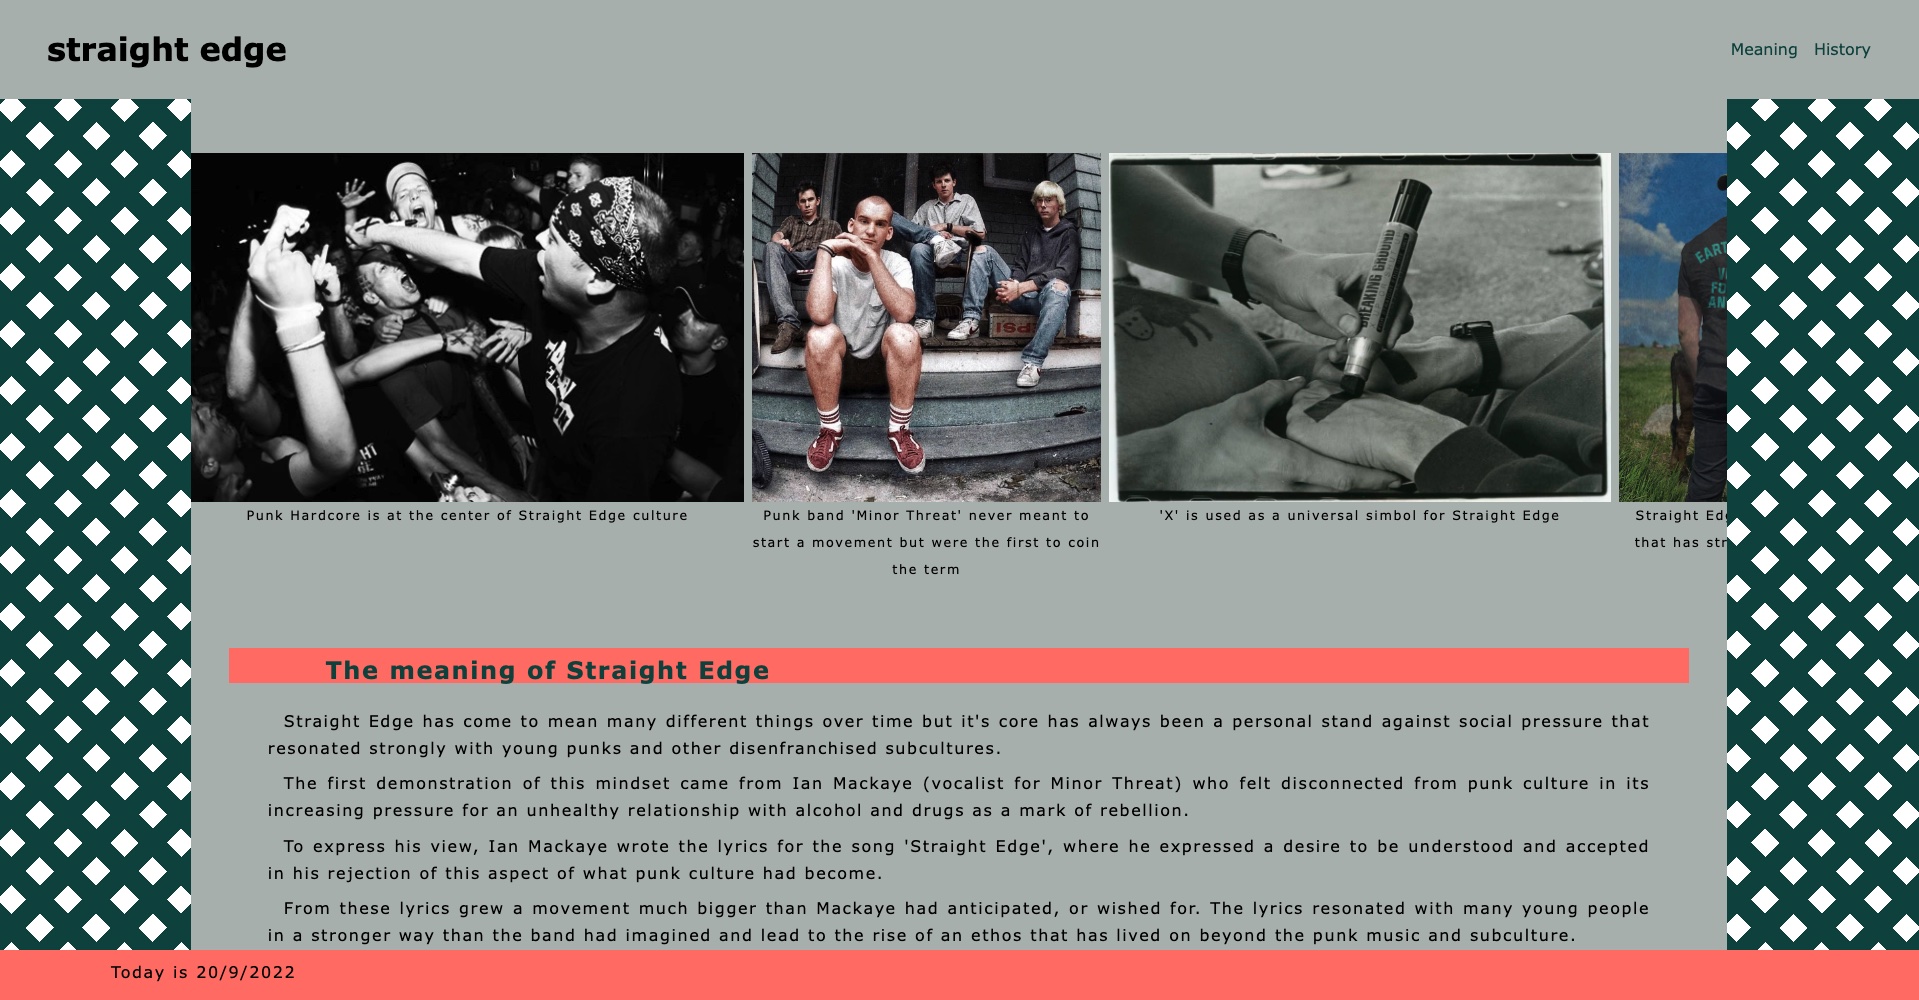 straight edge
Meaning History
BREAKING GROUND
EART
FO
AN
Punk Hardcore is at the center of Straight Edge culture
Punk band 'Minor Threat' never meant to
start a movement but were the first to coin
the term
'X' is used as a universal simbol for Straight Edge
Straight Edg
that has str
The meaning of Straight Edge
Straight Edge has come to mean many different things over time but it's core has always been a personal stand against social pressure that
resonated strongly with young punks and other disenfranchised subcultures.
The first demonstration of this mindset came from Ian Mackaye (vocalist for Minor Threat) who felt disconnected from punk culture in its
increasing pressure for an unhealthy relationship with alcohol and drugs as a mark of rebellion.
To express his view, Ian Mackaye wrote the lyrics for the song 'Straight Edge', where he expressed a desire to be understood and accepted
in his rejection of this aspect of what punk culture had become.
From these lyrics grew a movement much bigger than Mackaye had anticipated, or wished for. The lyrics resonated with many young people
in a stronger way than the band had imagined and lead to the rise of an ethos that has lived on beyond the punk music and subculture.
Today is 20/9/2022